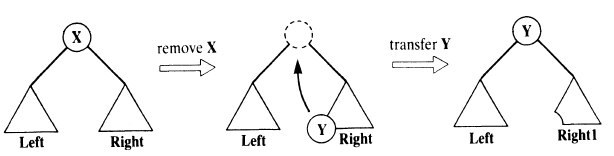 X
remove X
Y
Left
Right
transfer Y
Y
Left
Right1
Left
Right